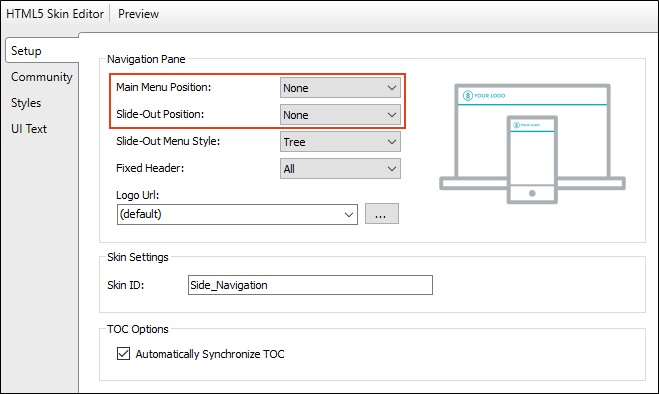 HTML5 Skin Editor Preview
Setup
Community
Styles
UI Text
Navigation Pane
Main Menu Position: None
Slide-Out Position: None
Slide-Out Menu Style: Tree
Fixed Header: All
Logo Url:
(default) ...
YOUR LOGO
YOUR LOGO
Skin Settings
Skin ID: Side_Navigation
TOC Options
Automatically Synchronize TOC